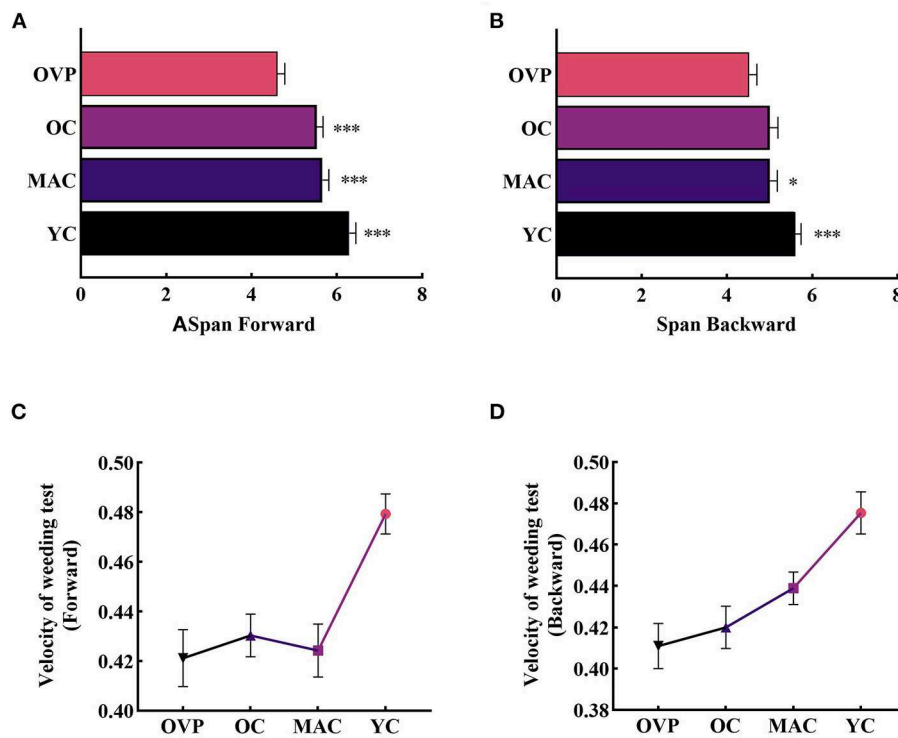 A
OVP
OC
***
MAC
***
YC
***
0 2 4 6 8
ASpan Forward
B
OVP
OC
MAC
*
YC
***
0 2 4 6 8
Span Backward
C
Velocity of weeding test
(Forward)
0.50
0.48
0.46
0.44
0.42
0.40
OVP OC MAC YC
D
Velocity of weeding test
(Backward)
0.50
0.48
0.46
0.44
0.42
0.40
0.38
OVP OC MAC YC